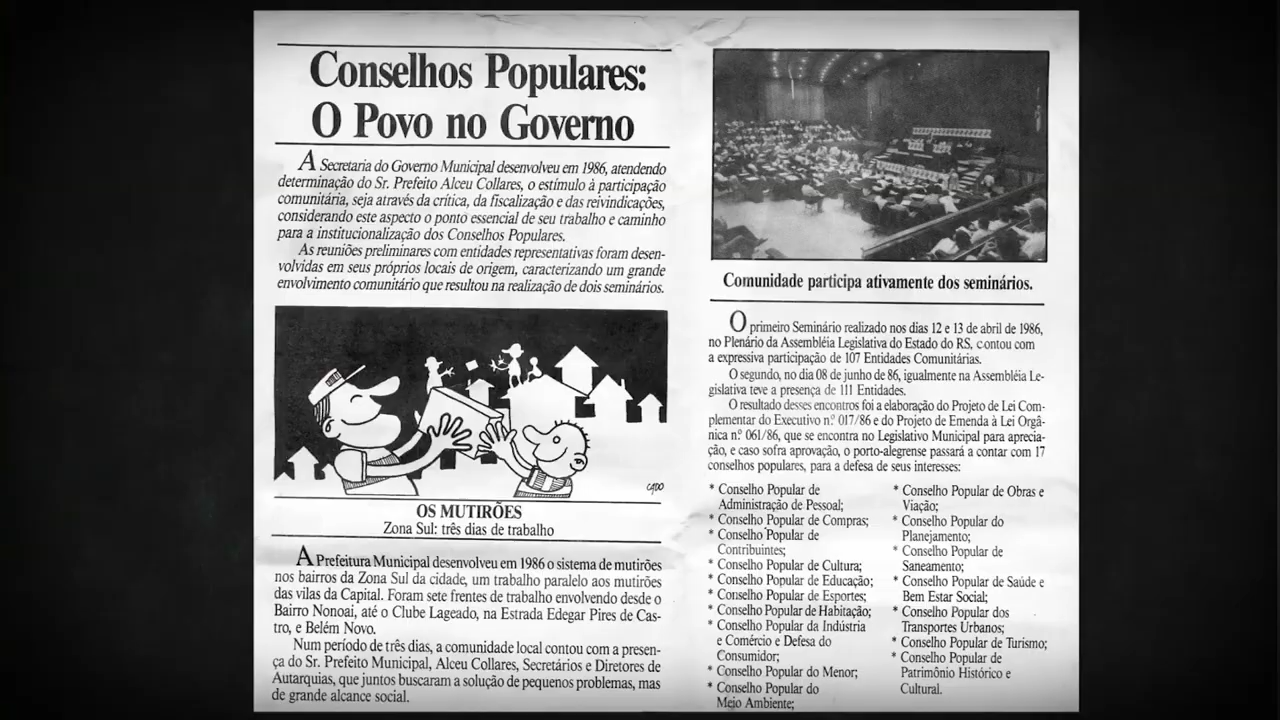 Conselhos Populares:
O Povo no Governo
A Secretaria do Governo Municipal desenvolveu em 1986, atendendo
determinação do Sr. Prefeito Alceu Collares, o estímulo à participação
comunitária, seja através da crítica, da fiscalização e das reivindicações,
considerando este aspecto o ponto essencial de seu trabalho e caminho
para a institucionalização dos Conselhos Populares.
As reuniões preliminares com entidades representativas foram desen-
volvidas em seus próprios locais de origem, caracterizando um grande
envolvimento comunitário que resultou na realização de dois seminários.
OS MUTIRÕES
Zona Sul: três dias de trabalho
A Prefeitura Municipal desenvolveu em 1986 o sistema de mutirões
nos bairros da Zona Sul da cidade, um trabalho paralelo aos mutirões
das vilas da Capital. Foram sete frentes de trabalho envolvendo desde o
Bairro Nonoai, até o Clube Lageado, na Estrada Edegar Pires de Cas-
tro, e Belém Novo.
Num período de três dias, a comunidade local contou com a presen-
ça do Sr. Prefeito Municipal, Alceu Collares, Secretários e Diretores de
Autarquias, que juntos buscaram a solução de pequenos problemas, mas
de grande alcance social.
Comunidade participa ativamente dos seminários.
O primeiro Seminário realizado nos dias 12 e 13 de abril de 1986,
no Plenário da Assembléia Legislativa do Estado do RS, contou com
a expressiva participação de 107 Entidades Comunitárias.
O segundo, no dia 08 de junho de 86, igualmente na Assembléia Le-
gislativa teve a presença de 111 Entidades.
O resultado desses encontros foi a elaboração do Projeto de Lei Com-
plementar do Executivo n.º 017/86 e do Projeto de Emenda à Lei Orgâ-
nica n.º 061/86, que se encontra no Legislativo Municipal para aprecia-
ção, e caso sofra aprovação, o porto-alegrense passará a contar com 17
conselhos populares, para a defesa de seus interesses:
* Conselho Popular de
Administração de Pessoal;
* Conselho Popular de Compras;
* Conselho Popular de
Contribuintes;
* Conselho Popular de Cultura;
* Conselho Popular de Educação;
* Conselho Popular de Esportes;
* Conselho Popular de Habitação;
* Conselho Popular da Indústria
e Comércio e Defesa do
Consumidor;
* Conselho Popular do Menor;
* Conselho Popular do
Meio Ambiente;
* Conselho Popular de Obras e
Viação;
* Conselho Popular do
Planejamento;
* Conselho Popular de
Saneamento;
* Conselho Popular de Saúde e
Bem Estar Social;
* Conselho Popular dos
Transportes Urbanos;
* Conselho Popular de Turismo;
* Conselho Popular de
Patrimônio Histórico e
Cultural.